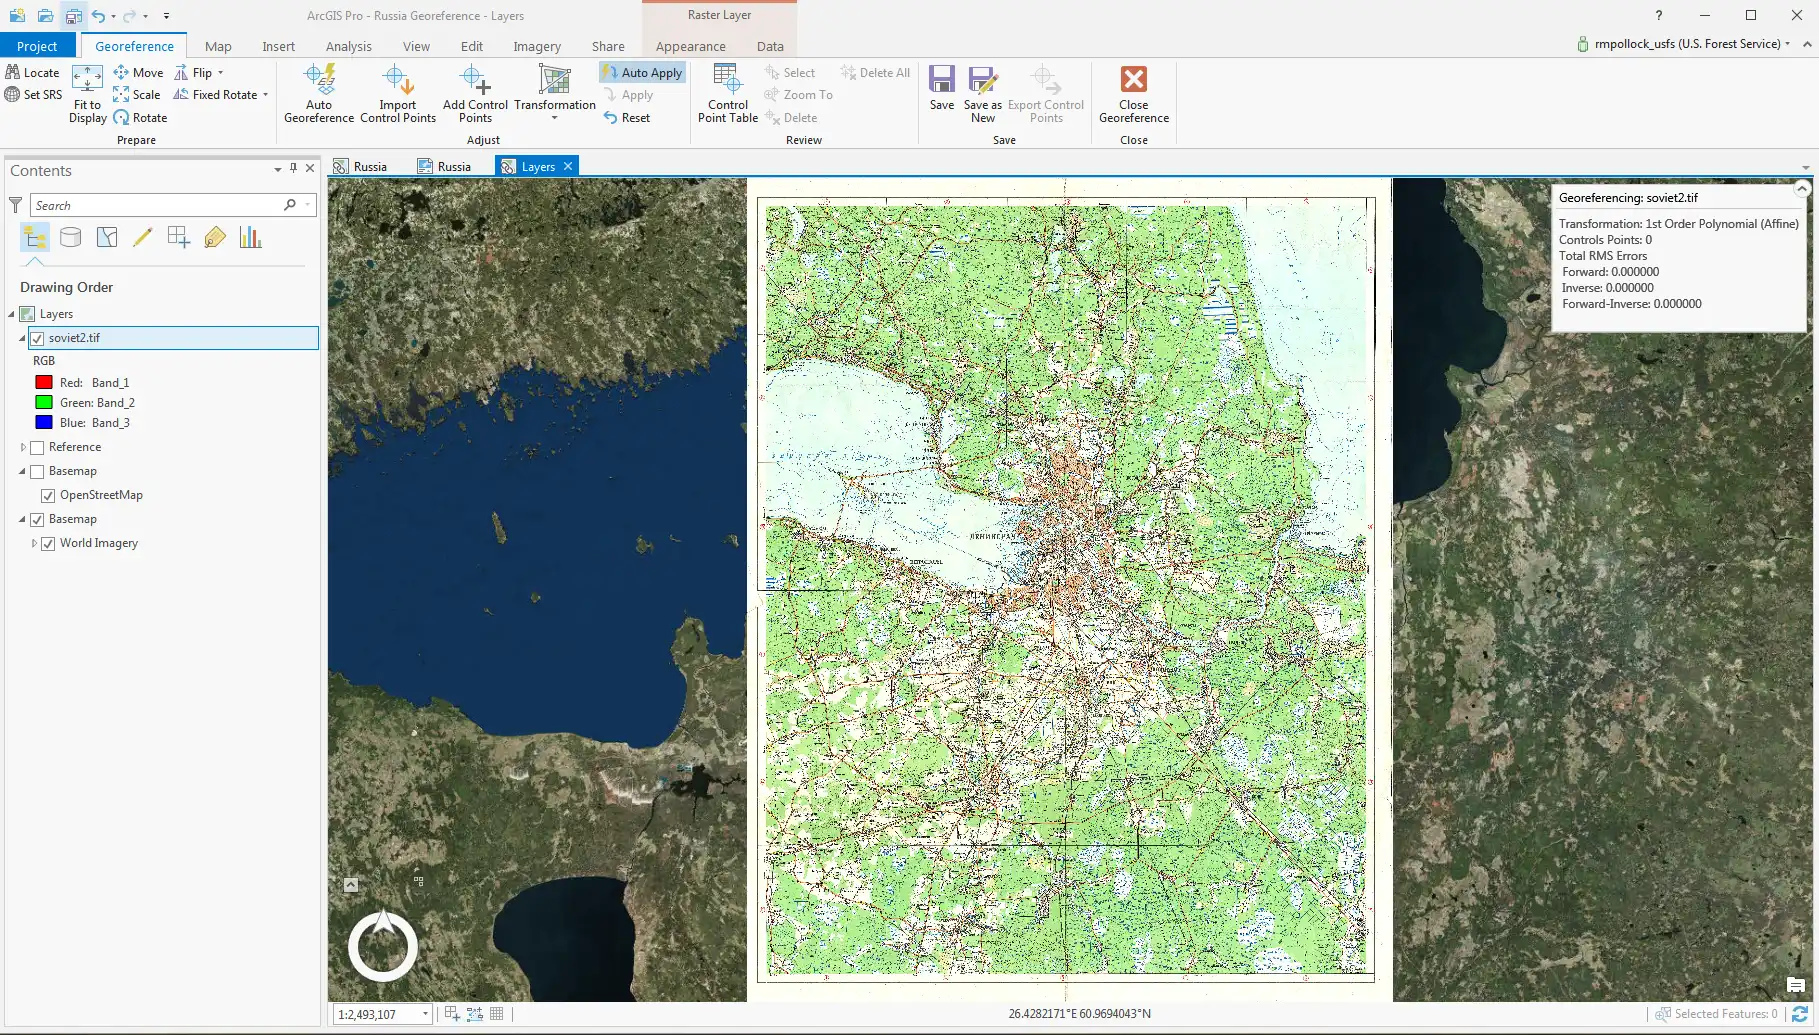 ArcGIS Pro - Russia Georeference - Layers
Raster Layer
?
Project
Georeference
Map
Insert
Analysis
View
Edit
Imagery
Share
Appearance
Data
rmpollock_usfs (U.S. Forest Service)
Locate
Set SRS
Fit to Display
Move
Scale
Rotate
Flip
Fixed Rotate
Prepare
Auto Georeference
Import Control Points
Add Control Points
Transformation
Auto Apply
Apply
Reset
Adjust
Control Point Table
Select
Zoom To
Delete
Delete All
Review
Save
Save as New
Export Control Points
Save
Close Georeference
Close
Contents
Search
Drawing Order
Layers
soviet2.tif
RGB
Red: Band_1
Green: Band_2
Blue: Band_3
Reference
Basemap
OpenStreetMap
Basemap
World Imagery
Russia
Russia
Layers
Georeferencing: soviet2.tif
Transformation: 1st Order Polynomial (Affine)
Controls Points: 0
Total RMS Errors
Forward: 0.000000
Inverse: 0.000000
Forward-Inverse: 0.000000
ЛЕНИНГРАД
1:2,493,107
26.4282171°E 60.9694043°N
Selected Features: 0